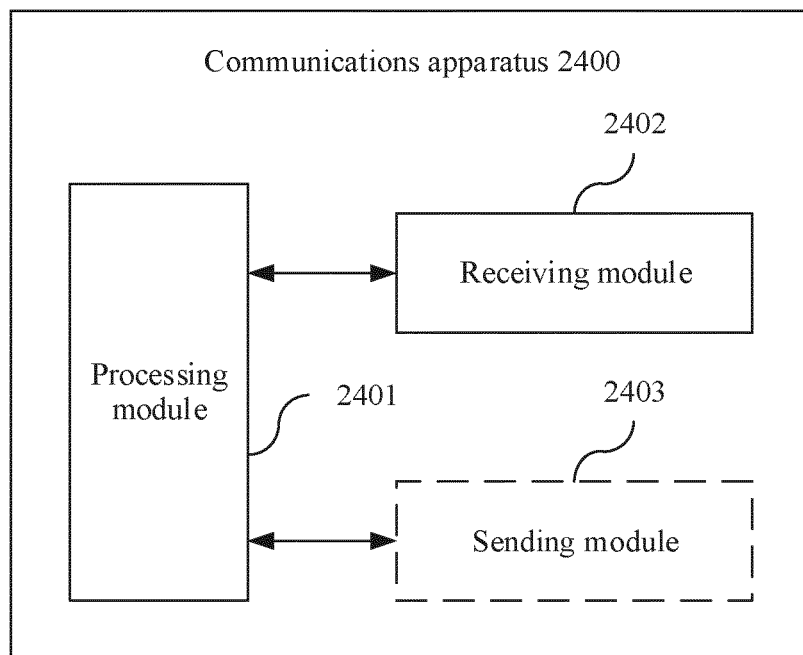 Communications apparatus 2400
2402
Receiving module
Processing
module
2401
2403
Sending module